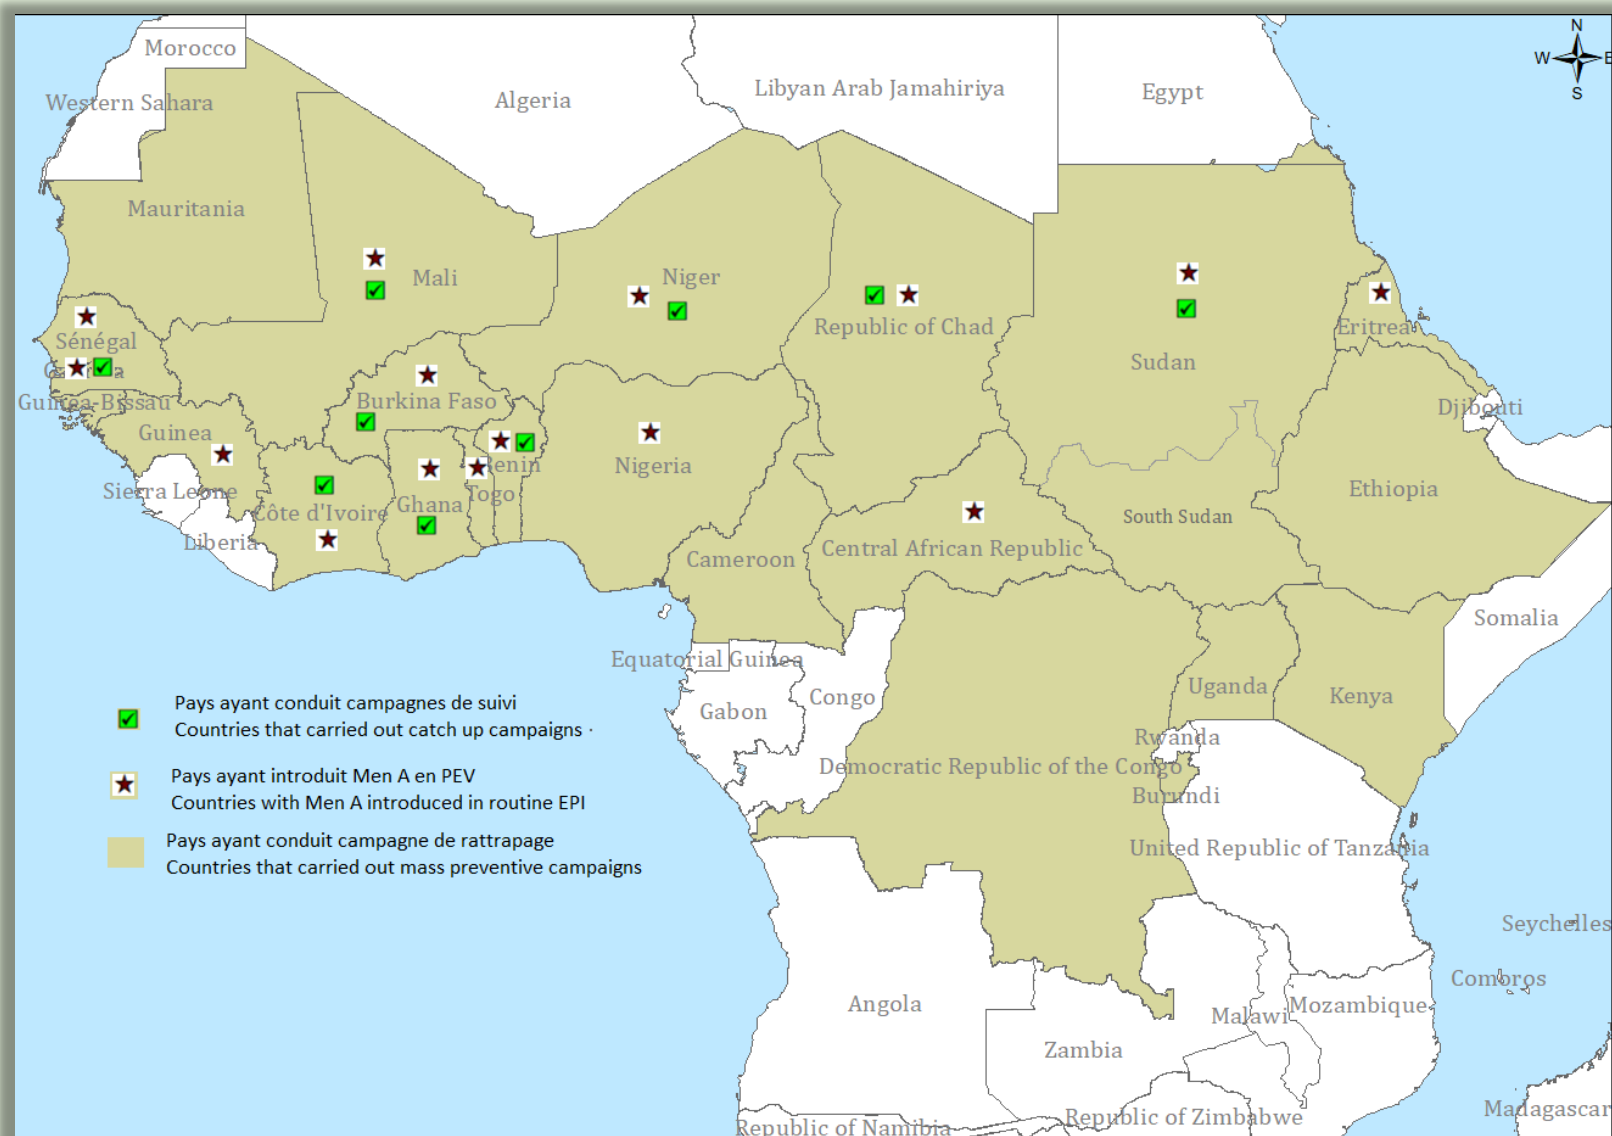 N
W E
S
Morocco
Western Sahara
Algeria
Libyan Arab Jamahiriya
Egypt
Mauritania
Mali
Niger
Republic of Chad
Sudan
Eritrea
Sénégal
Guinea-Bissau
Guinea
Burkina Faso
Benin
Nigeria
Djibouti
Sierra Leone
Côte d'Ivoire
Ghana
Togo
Ethiopia
South Sudan
Liberia
Cameroon
Central African Republic
Somalia
Equatorial Guinea
Gabon
Congo
Uganda
Kenya
Rwanda
Democratic Republic of the Congo
Burundi
United Republic of Tanzania
Pays ayant conduit campagnes de suivi
Countries that carried out catch up campaigns
Pays ayant introduit Men A en PEV
Countries with Men A introduced in routine EPI
Pays ayant conduit campagne de rattrapage
Countries that carried out mass preventive campaigns
Seychelles
Comoros
Angola
Malawi
Mozambique
Zambia
Madagascar
Republic of Zimbabwe
Republic of Namibia